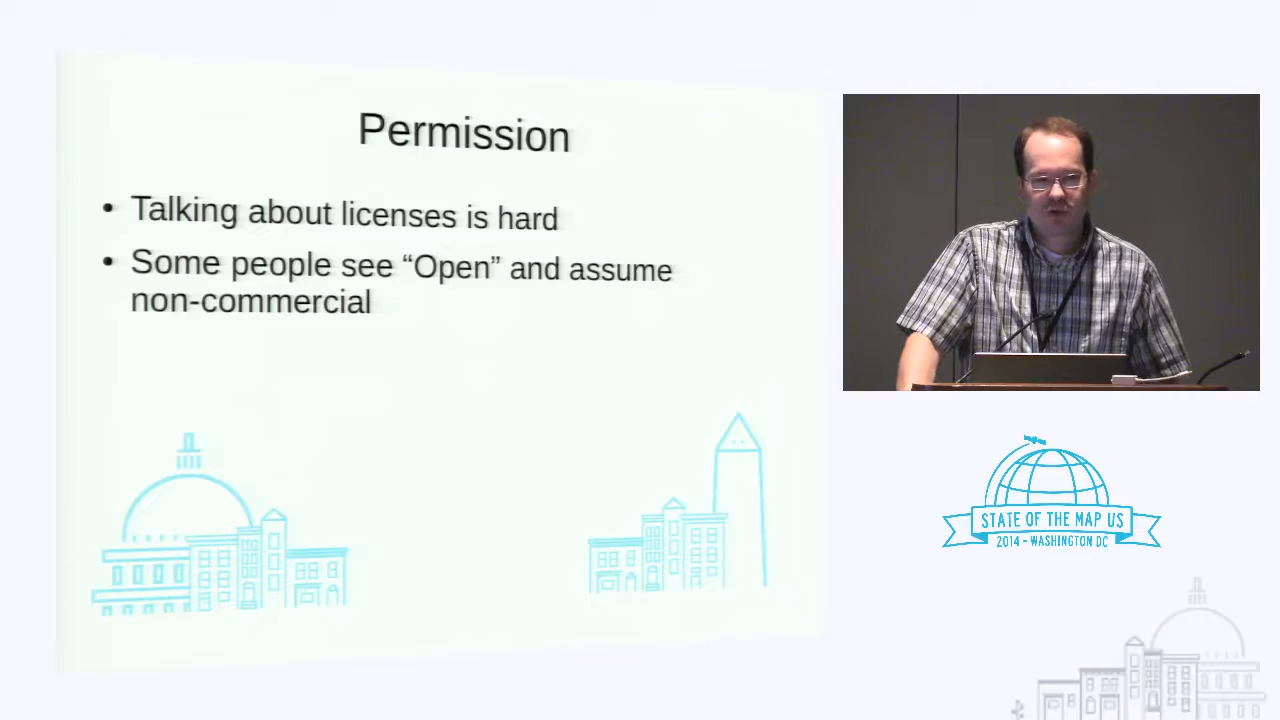 Permission
• Talking about licenses is hard
• Some people see “Open” and assume
non-commercial
STATE OF THE MAP US
2014 - WASHINGTON DC